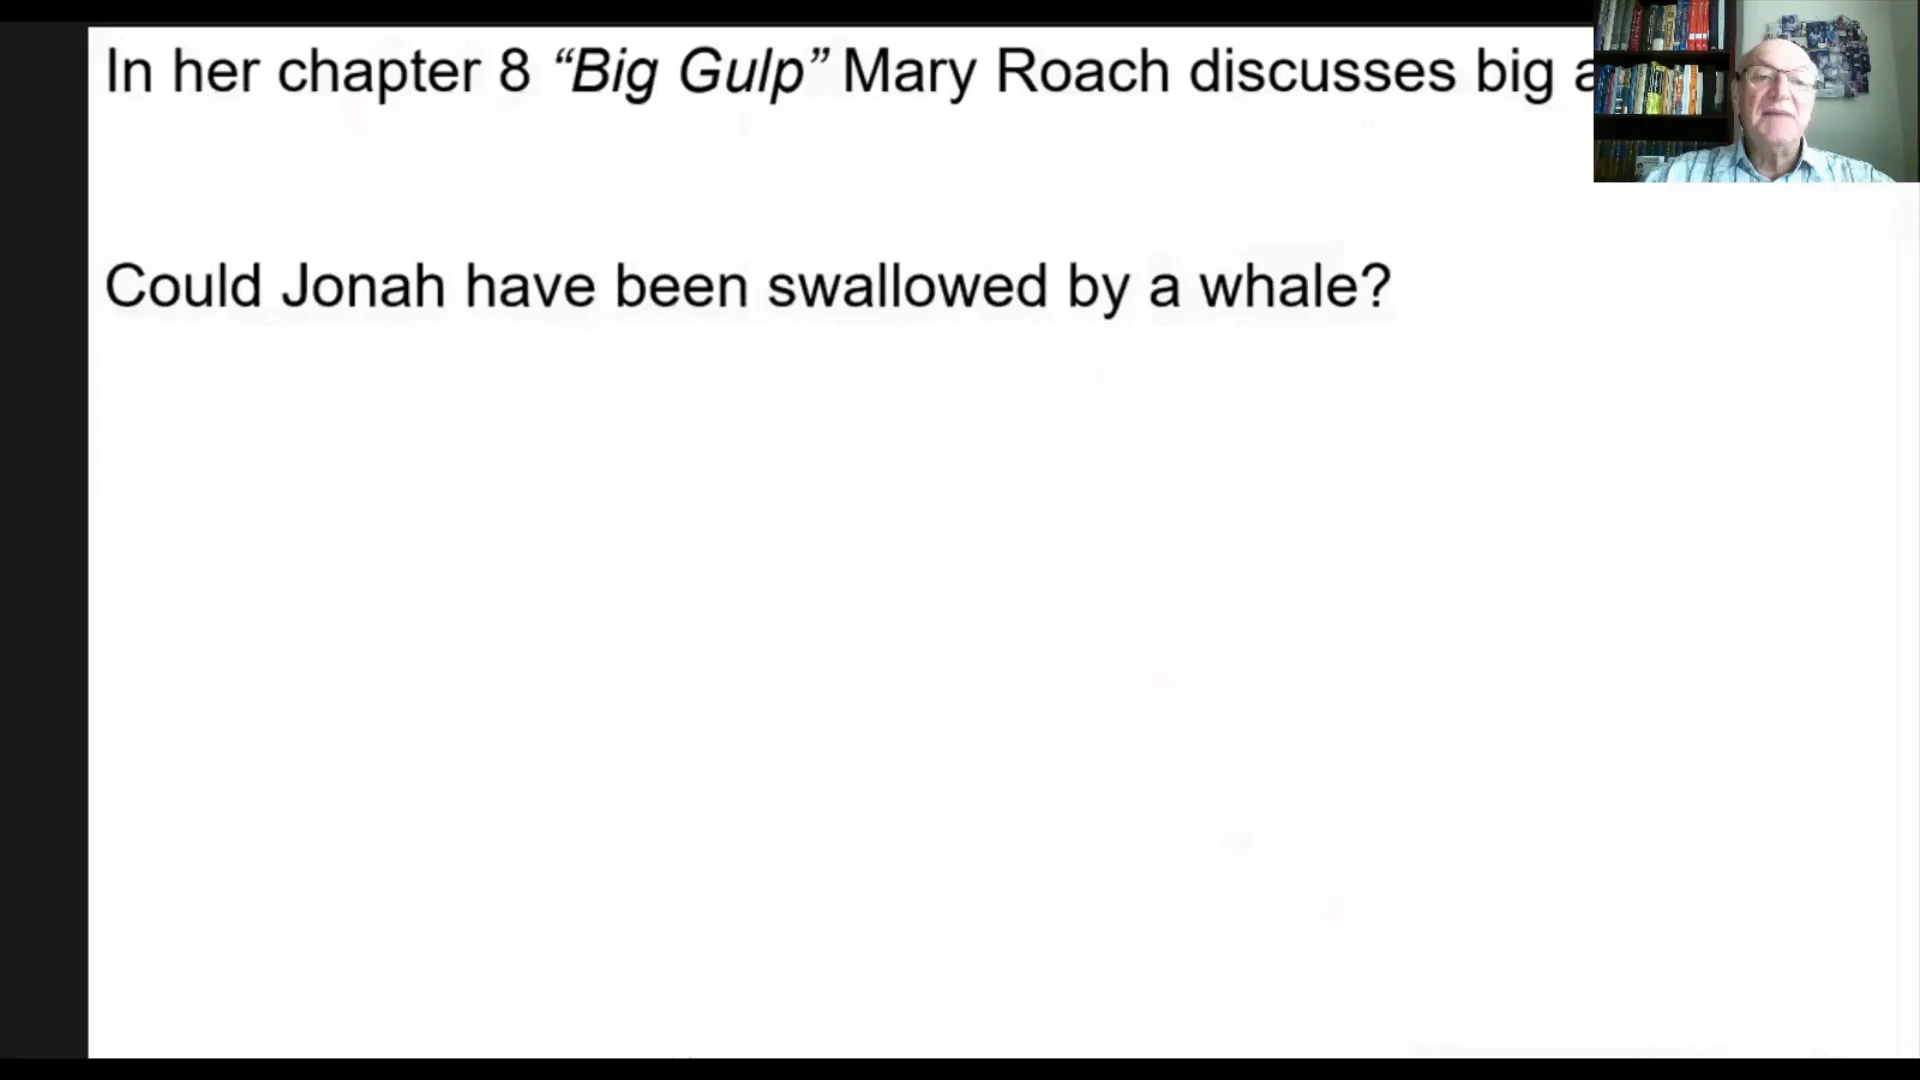 In her chapter 8 “Big Gulp” Mary Roach discusses big a
Could Jonah have been swallowed by a whale?